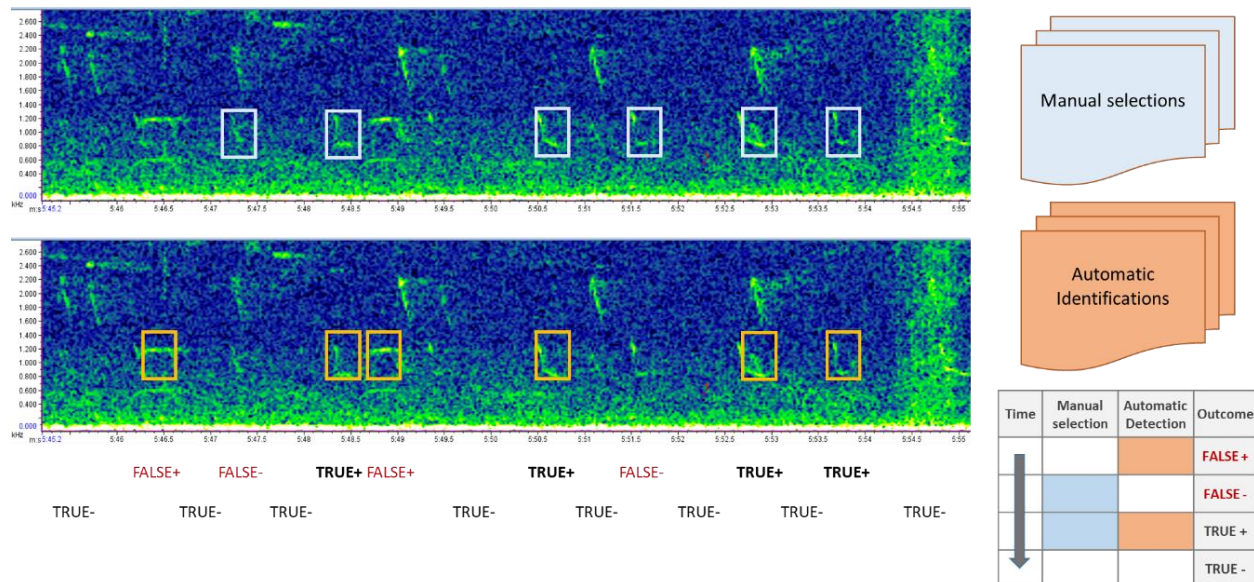 2.600
2.400
2.200
2.000
1.800
1.600
1.400
1.200
1.000
0.800
0.600
0.400
0.200
0.000
kHz
m:s 5:45.2 5:46 5:46.5 5:47 5:47.5 5:48 5:48.5 5:49 5:49.5 5:50 5:50.5 5:51 5:51.5 5:52 5:52.5 5:53 5:53.5 5:54 5:54.5 5:55
2.600
2.400
2.200
2.000
1.800
1.600
1.400
1.200
1.000
0.800
0.600
0.400
0.200
0.000
kHz
m:s 5:45.2 5:46 5:46.5 5:47 5:47.5 5:48 5:48.5 5:49 5:49.5 5:50 5:50.5 5:51 5:51.5 5:52 5:52.5 5:53 5:53.5 5:54 5:54.5 5:55
FALSE+ FALSE- TRUE+ FALSE+ TRUE+ FALSE- TRUE+ TRUE+
TRUE- TRUE- TRUE- TRUE- TRUE- TRUE- TRUE- TRUE-
Manual selections
Automatic
Identifications
Time Manual selection Automatic Detection Outcome
FALSE +
FALSE -
TRUE +
TRUE -